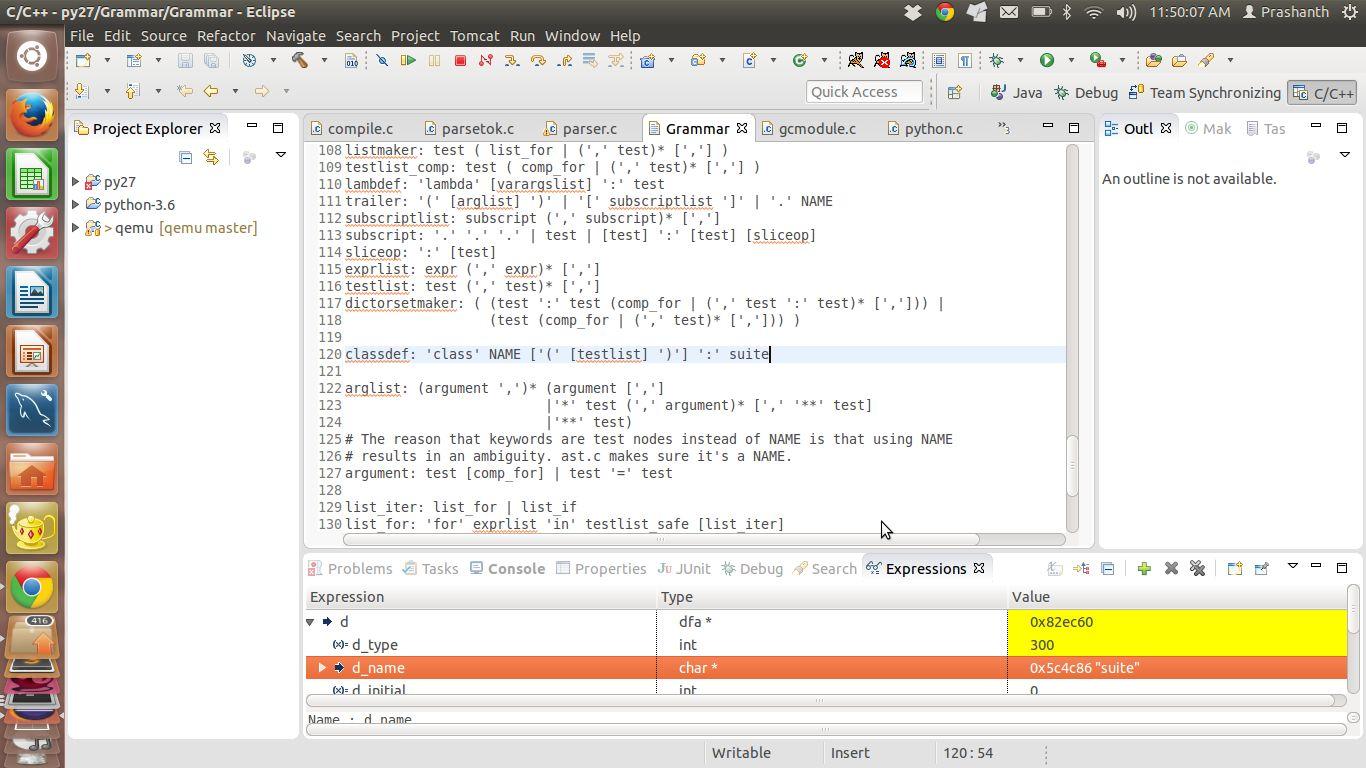 C/C++ - py27/Grammar/Grammar - Eclipse
11:50:07 AM Prashanth
File Edit Source Refactor Navigate Search Project Tomcat Run Window Help
010
Quick Access
Java Debug Team Synchronizing C/C++
Project Explorer
py27
python-3.6
> qemu [qemu master]
compile.c parsetok.c parser.c Grammar gcmodule.c python.c »3
108 listmaker: test ( list_for | (',' test)* [','] )
109 testlist_comp: test ( comp_for | (',' test)* [','] )
110 lambdef: 'lambda' [varargslist] ':' test
111 trailer: '(' [arglist] ')' | '[' subscriptlist ']' | '.' NAME
112 subscriptlist: subscript (',' subscript)* [',']
113 subscript: '.' '.' '.' | test | [test] ':' [test] [sliceop]
114 sliceop: ':' [test]
115 exprlist: expr (',' expr)* [',']
116 testlist: test (',' test)* [',']
117 dictorsetmaker: ( (test ':' test (comp_for | (',' test ':' test)* [','])) |
118 (test (comp_for | (',' test)* [','])) )
119
120 classdef: 'class' NAME ['(' [testlist] ')'] ':' suite
121
122 arglist: (argument ',')* (argument [',']
123 |'*' test (',' argument)* [',' '**' test]
124 |'**' test)
125 # The reason that keywords are test nodes instead of NAME is that using NAME
126 # results in an ambiguity. ast.c makes sure it's a NAME.
127 argument: test [comp_for] | test '=' test
128
129 list_iter: list_for | list_if
130 list_for: 'for' exprlist 'in' testlist_safe [list_iter]
Outl Mak Tas
An outline is not available.
Problems Tasks Console Properties JUnit Debug Search Expressions
Expression Type Value
d dfa * 0x82ec60
(x)= d_type int 300
d_name char * 0x5c4c86 "suite"
(x)= d_initial int 0
Name : d_name
416
Writable Insert 120 : 54